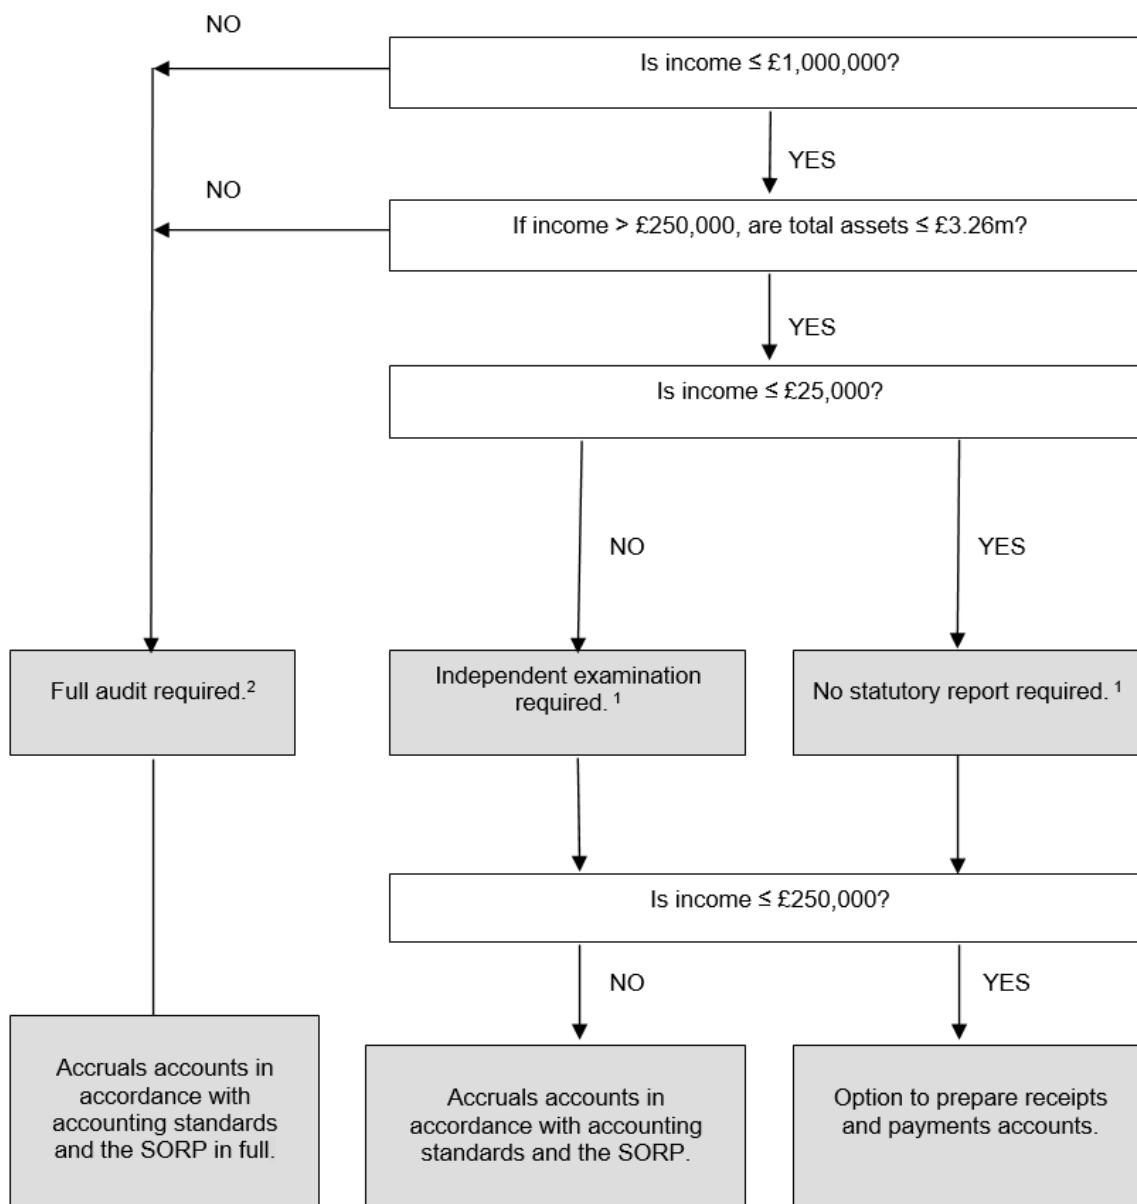 NO
Is income ≤ £1,000,000?
YES
NO
If income > £250,000, are total assets ≤ £3.26m?
YES
Is income ≤ £25,000?
NO
YES
Full audit required.²
Independent examination
required. ¹
No statutory report required. ¹
Is income ≤ £250,000?
NO
YES
Accruals accounts in
accordance with
accounting standards
and the SORP in full.
Accruals accounts in
accordance with accounting
standards and the SORP.
Option to prepare receipts
and payments accounts.